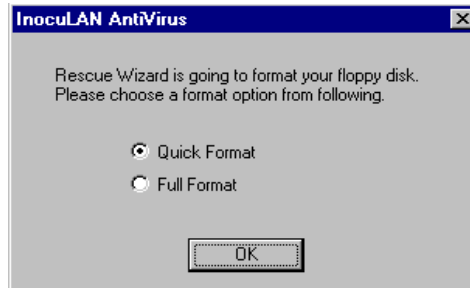 InocuLAN AntiVirus
Rescue Wizard is going to format your floppy disk.
Please choose a format option from following.
Quick Format
Full Format
OK